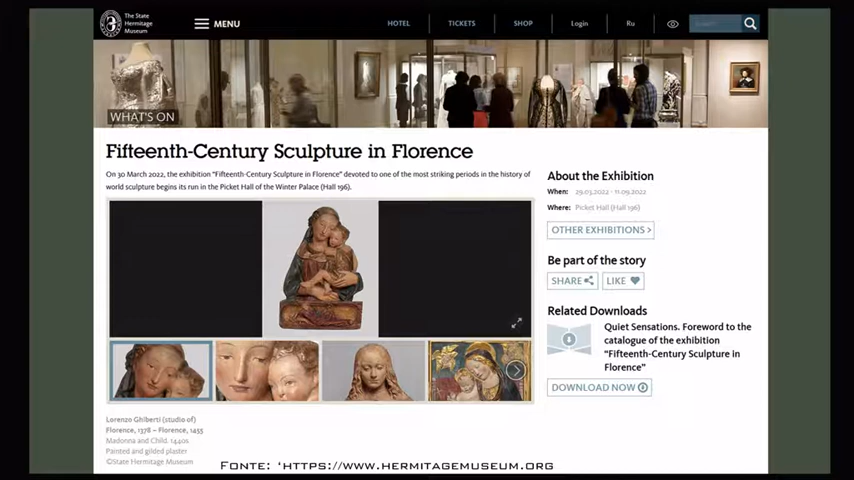 The State
Hermitage
Museum
MENU
HOTEL
TICKETS
SHOP
Login
Ru
WHAT'S ON
Fifteenth-Century Sculpture in Florence
On 30 March 2022, the exhibition "Fifteenth-Century Sculpture in Florence" devoted to one of the most striking periods in the history of
world sculpture begins its run in the Picket Hall of the Winter Palace (Hall 196).
About the Exhibition
When: 29.03.2022 - 11.09.2022
Where: Picket Hall (Hall 196)
OTHER EXHIBITIONS >
Be part of the story
SHARE
LIKE
Related Downloads
Quiet Sensations. Foreword to the
catalogue of the exhibition
"Fifteenth-Century Sculpture in
Florence"
DOWNLOAD NOW
Lorenzo Ghiberti (studio of)
Florence, 1378 – Florence, 1455
Madonna and Child. 1440s
Painted and gilded plaster
©State Hermitage Museum
FONTE: 'HTTPS://WWW.HERMITAGEMUSEUM.ORG